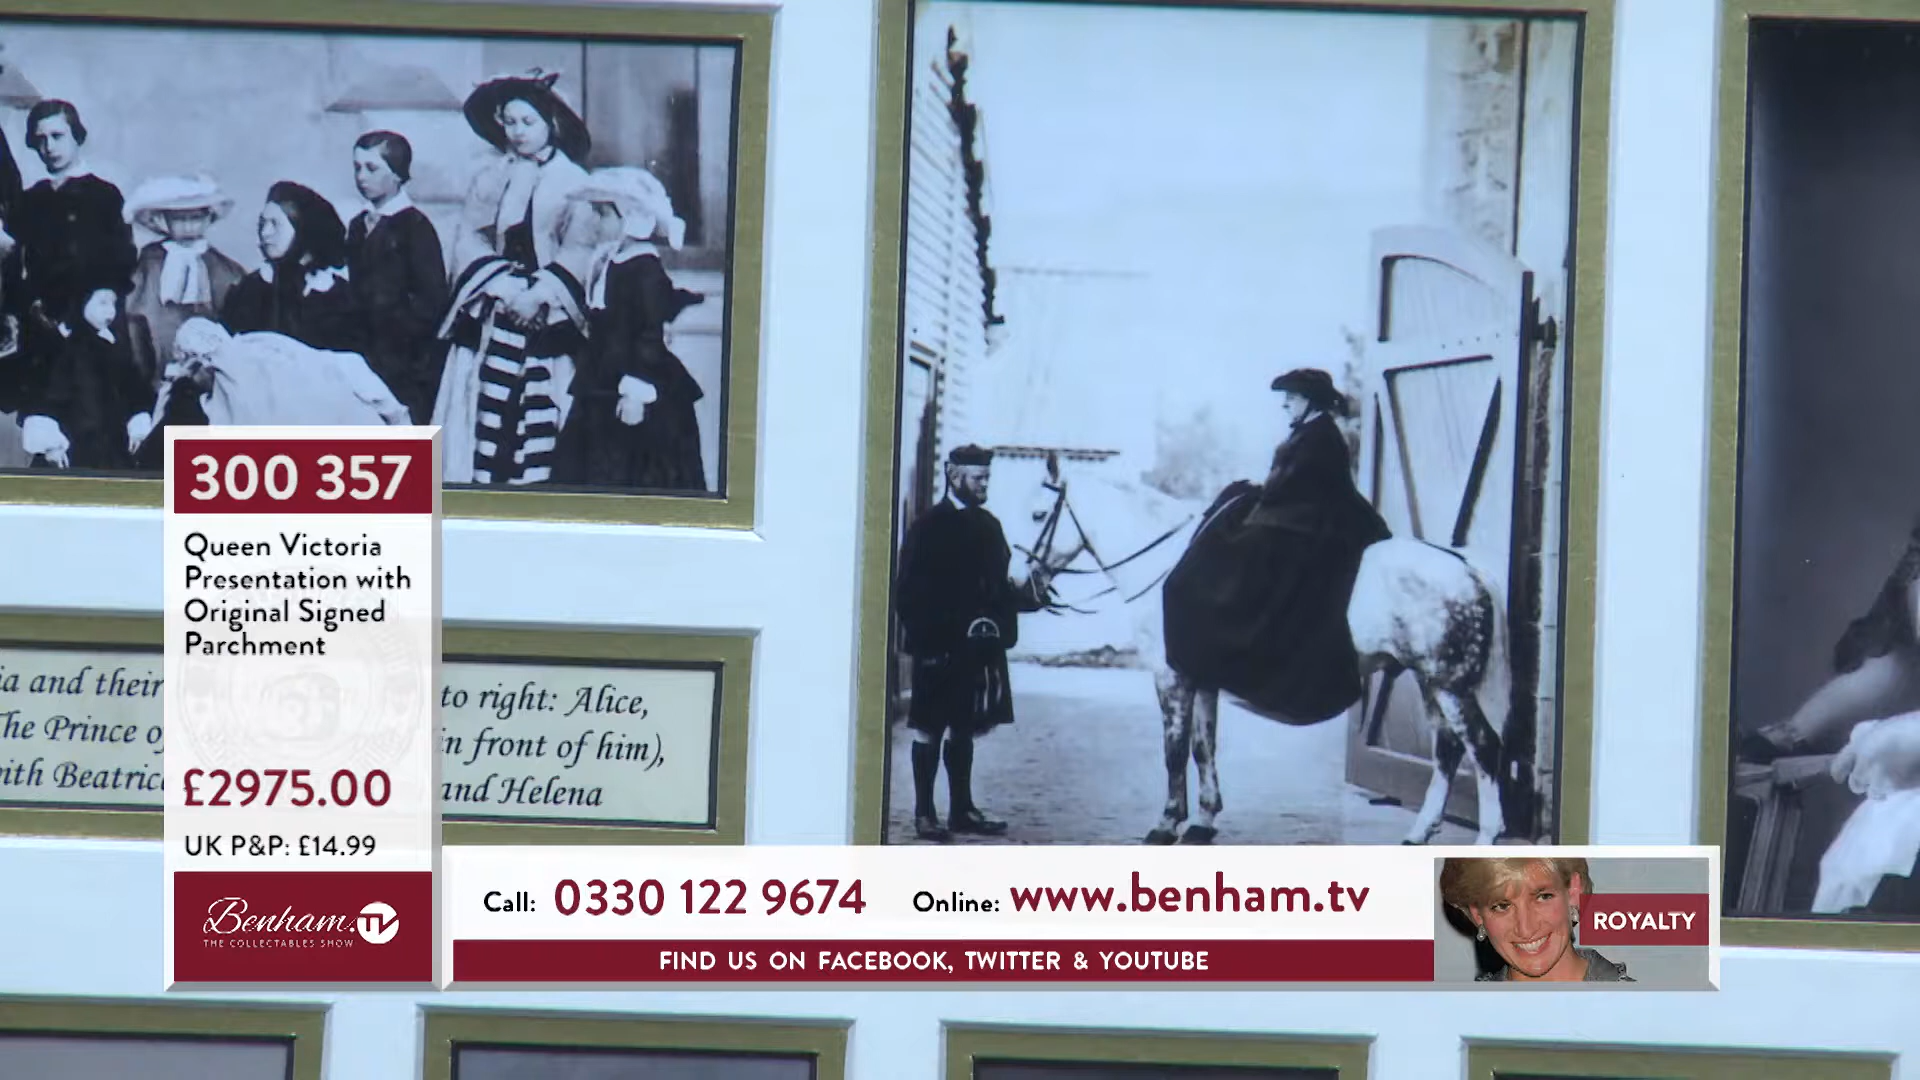 300 357
Queen Victoria
Presentation with
Original Signed
Parchment
£2975.00
UK P&P: £14.99
Benham.TV
THE COLLECTABLES SHOW
and their
to right: Alice,
The Prince
in front of him),
with
and Helena
Call: 0330 122 9674 Online: www.benham.tv
ROYALTY
FIND US ON FACEBOOK, TWITTER & YOUTUBE